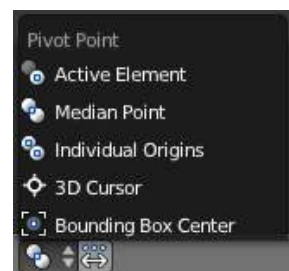 Pivot Point
Active Element
Median Point
Individual Origins
3D Cursor
Bounding Box Center